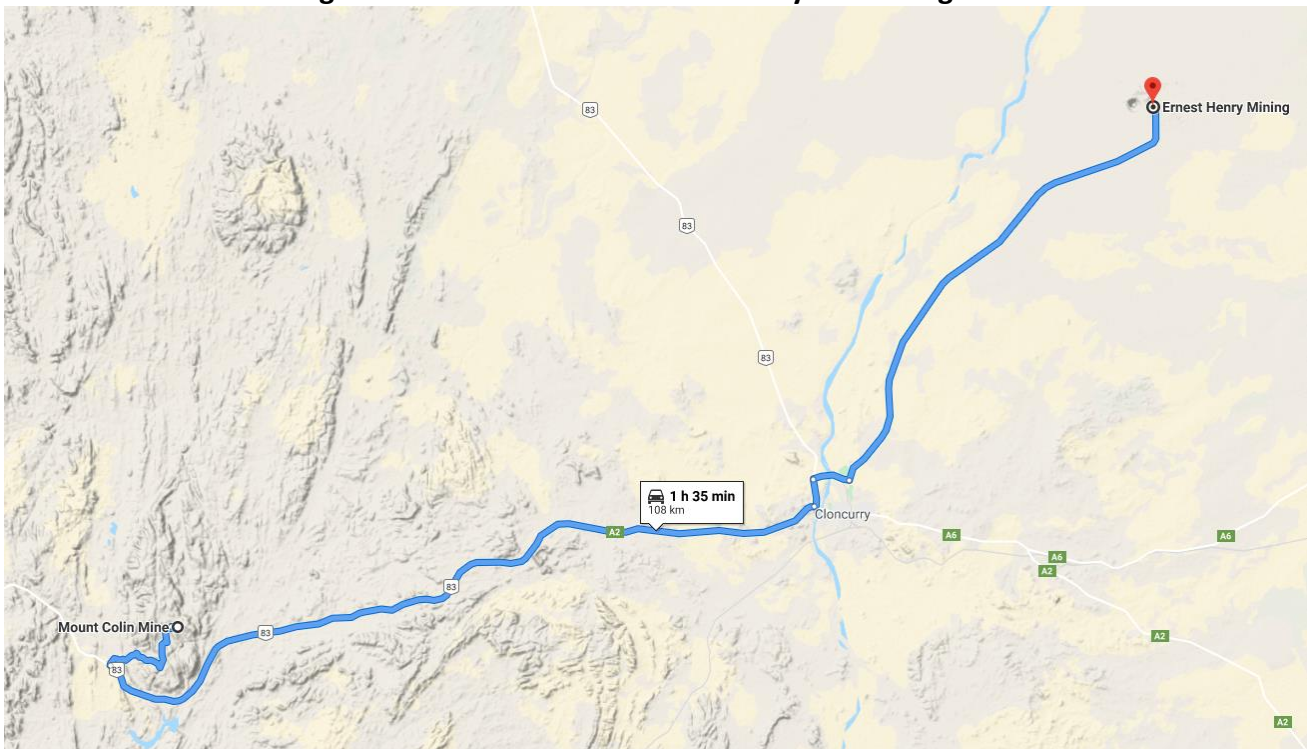 83
Ernest Henry Mining
83
83
1 h 35 min
108 km
Cloncurry
A2
A6
A6
A6
A2
83
Mount Colin Mine
83
A2
83
A2